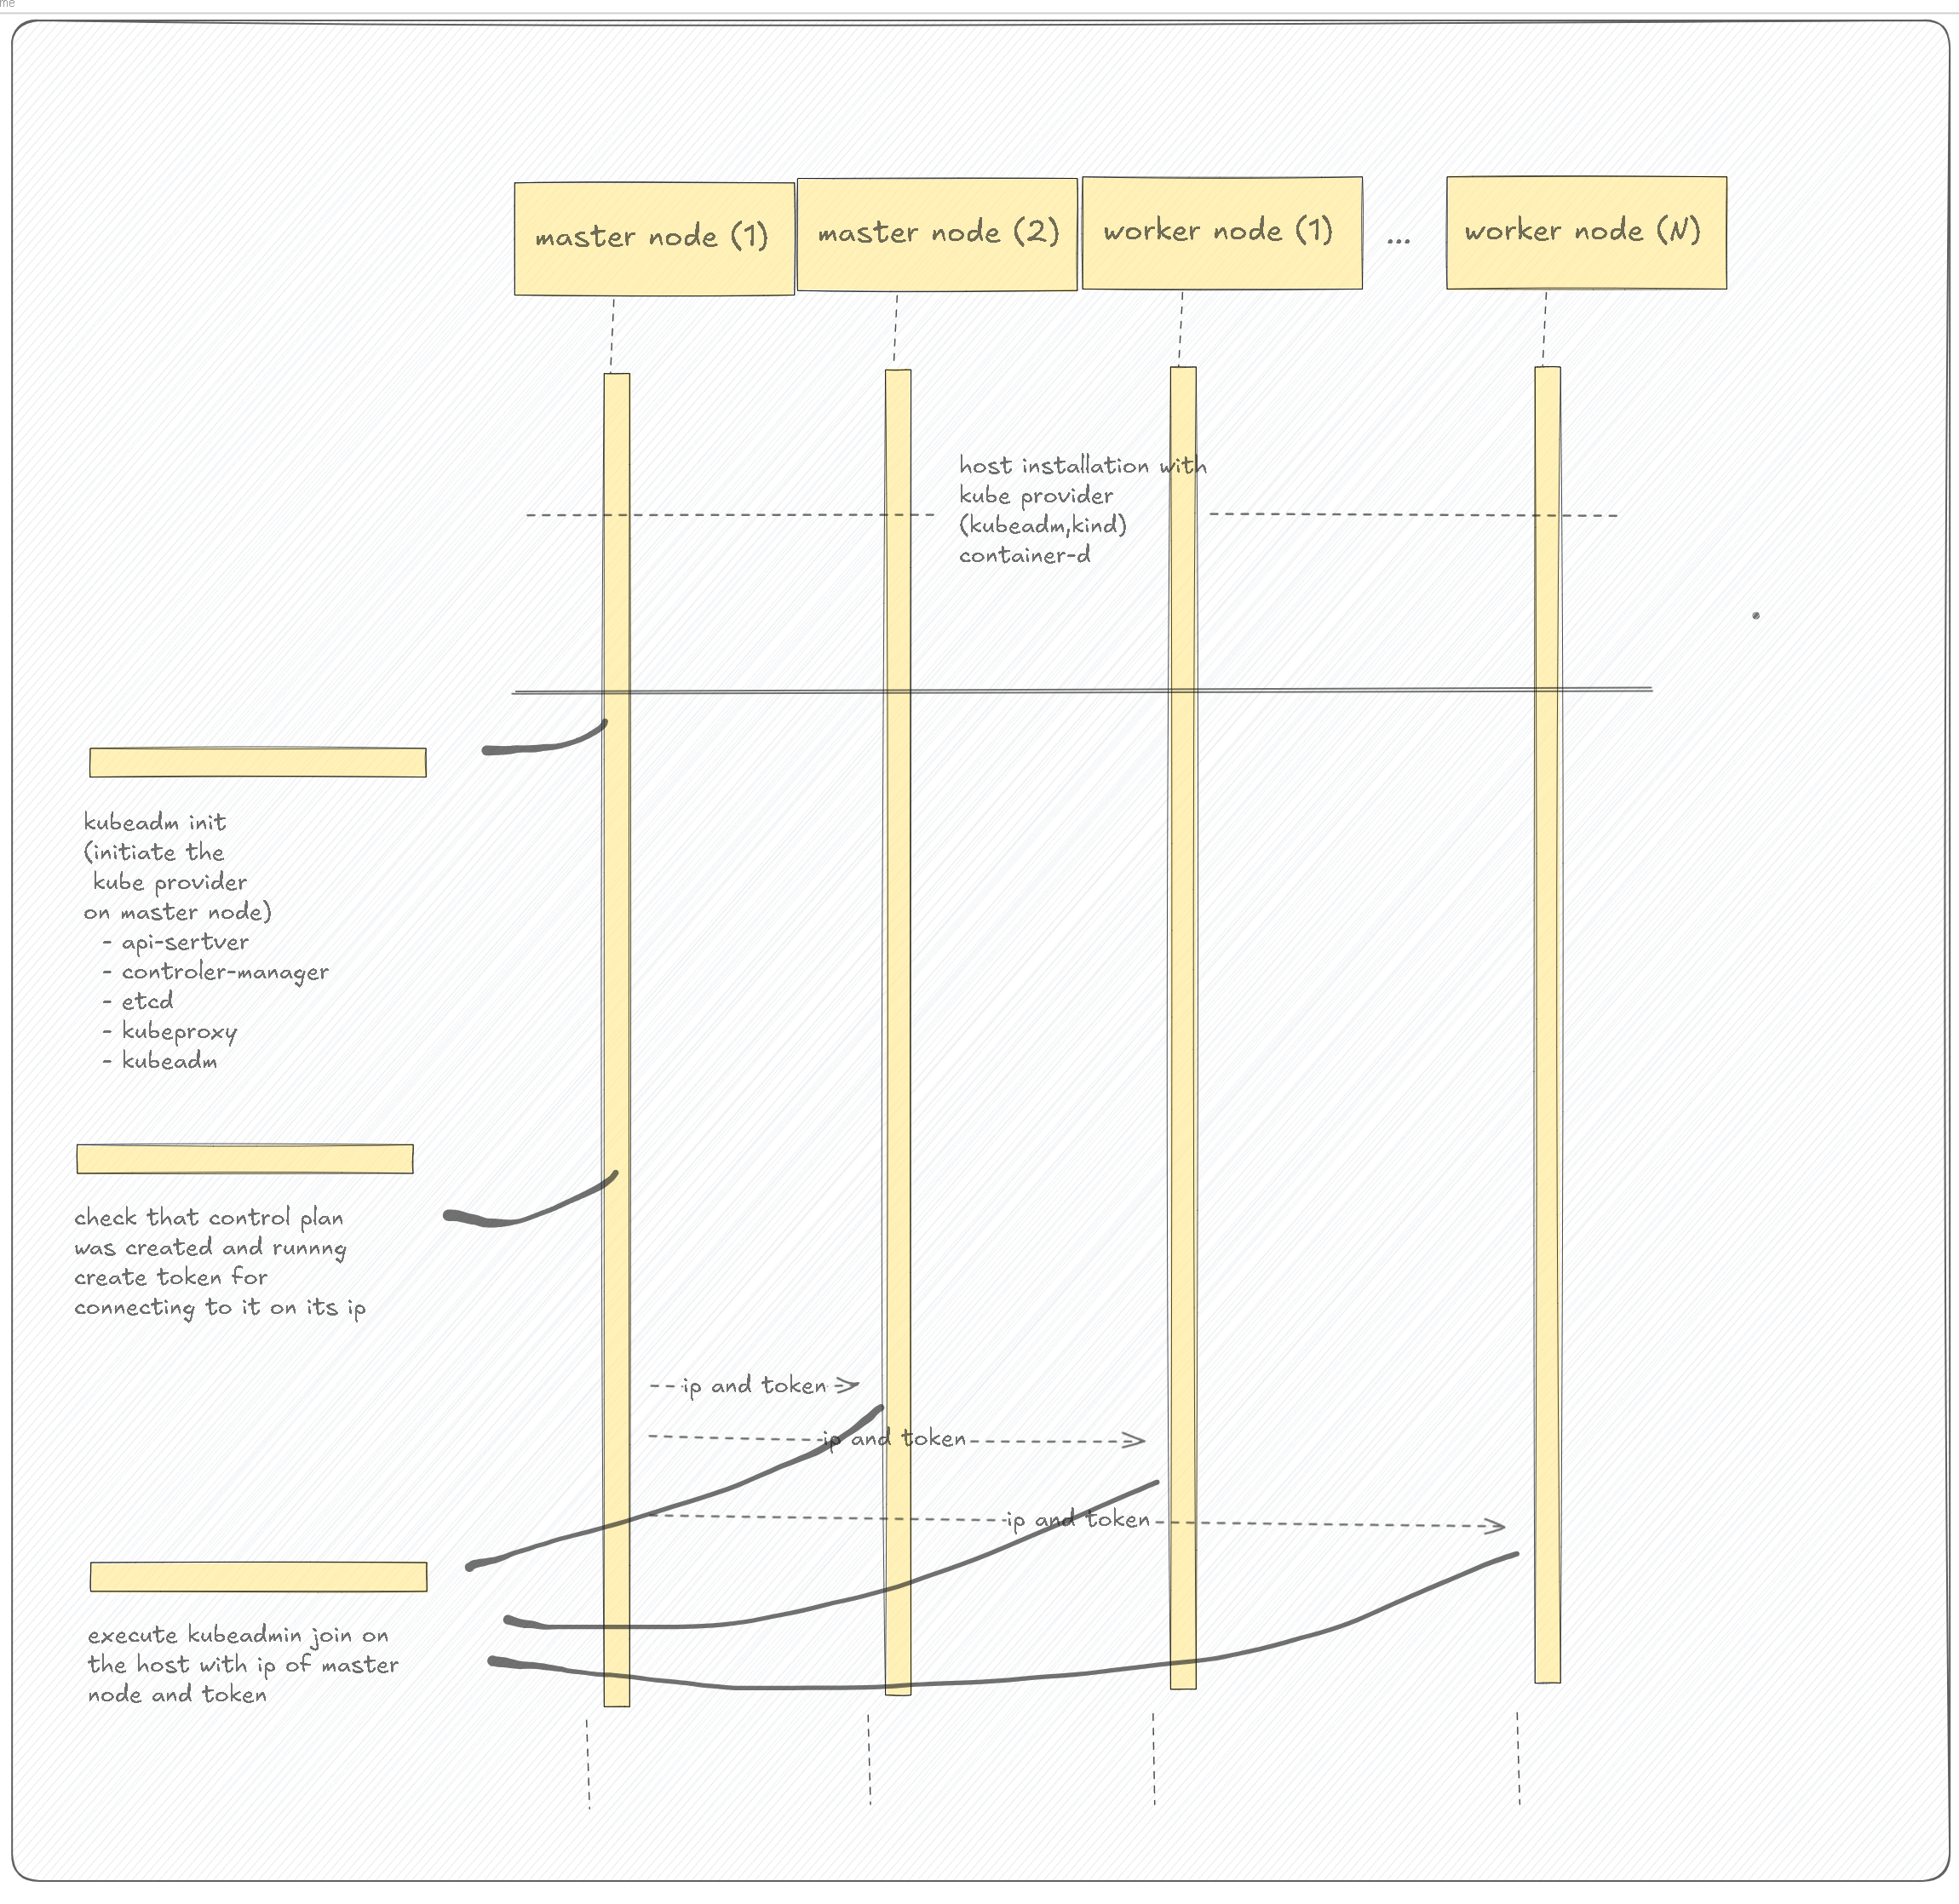 me
master node (1)
master node (2)
worker node (1)
...
worker node (N)
host installation with
kube provider
(kubeadm,kind)
container-d
kubeadm init
(initiate the
kube provider
on master node)
- api-sertver
- controler-manager
- etcd
- kubeproxy
- kubeadm
check that control plan
was created and runnng
create token for
connecting to it on its ip
ip and token
ip and token
ip and token
execute kubeadmin join on
the host with ip of master
node and token